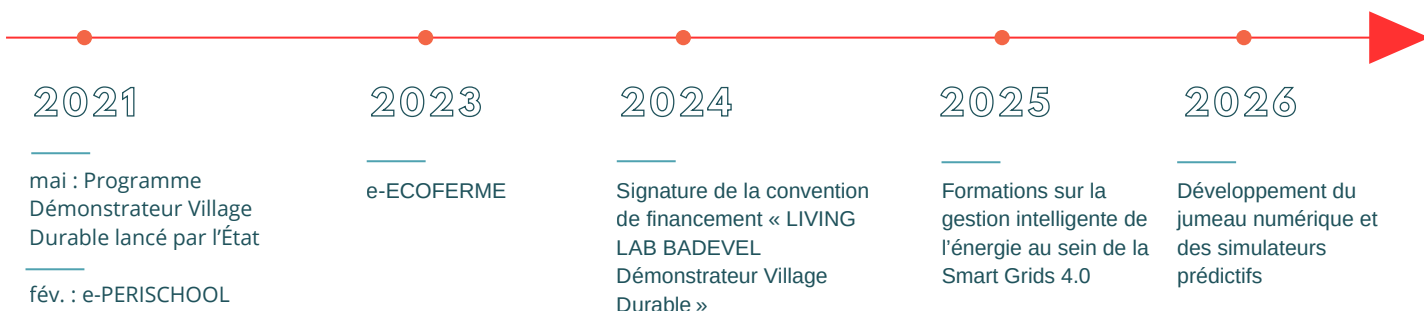 2021
mai : Programme
Démonstrateur Village
Durable lancé par l’État
fév. : e-PERISCHOOL
2023
e-ECOFERME
2024
Signature de la convention
de financement « LIVING
LAB BADEVEL
Démonstrateur Village
Durable »
2025
Formations sur la
gestion intelligente de
l’énergie au sein de la
Smart Grids 4.0
2026
Développement du
jumeau numérique et
des simulateurs
prédictifs